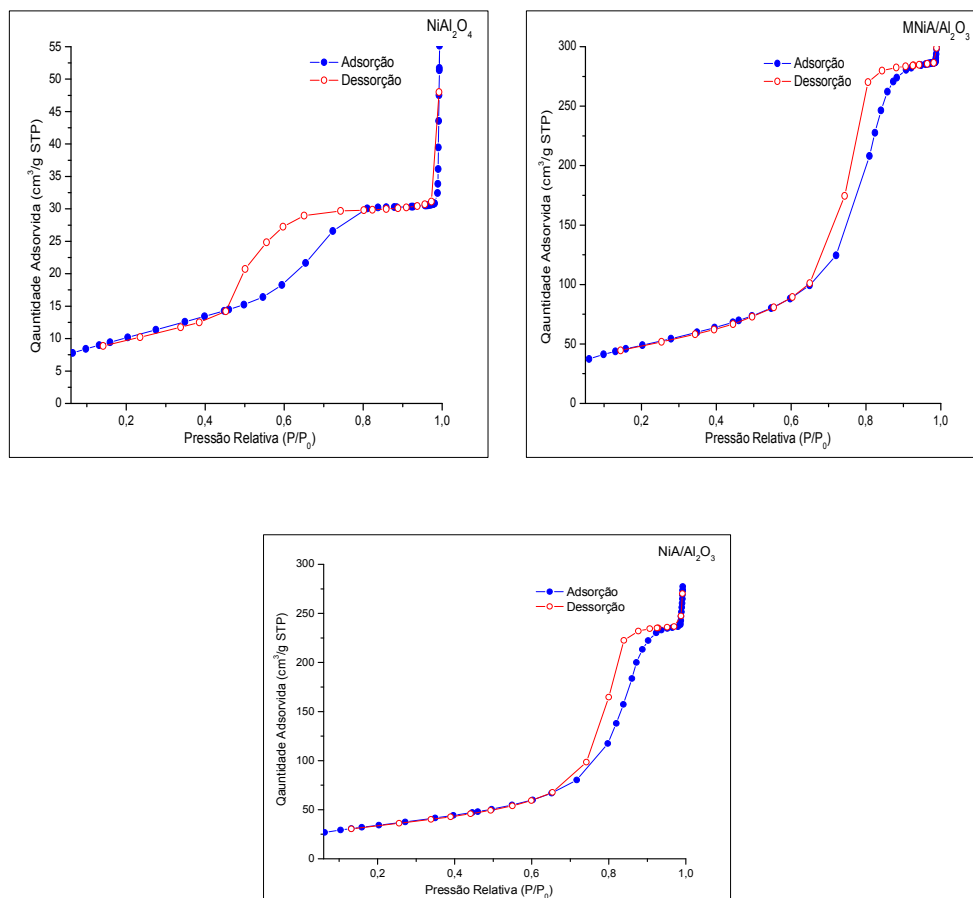 NiAl₂O₄
Adsorção
Dessorção
Qauntidade Adsorvida (cm³/g STP)
55
50
45
40
35
30
25
20
15
10
5
0
0,2 0,4 0,6 0,8 1,0
Pressão Relativa (P/P₀)
MNiA/Al₂O₃
Adsorção
Dessorção
Qauntidade Adsorvida (cm³/g STP)
300
250
200
150
100
50
0
0,2 0,4 0,6 0,8 1,0
Pressão Relativa (P/P₀)
NiA/Al₂O₃
Adsorção
Dessorção
Qauntidade Adsorvida (cm³/g STP)
300
250
200
150
100
50
0
0,2 0,4 0,6 0,8 1,0
Pressão Relativa (P/P₀)